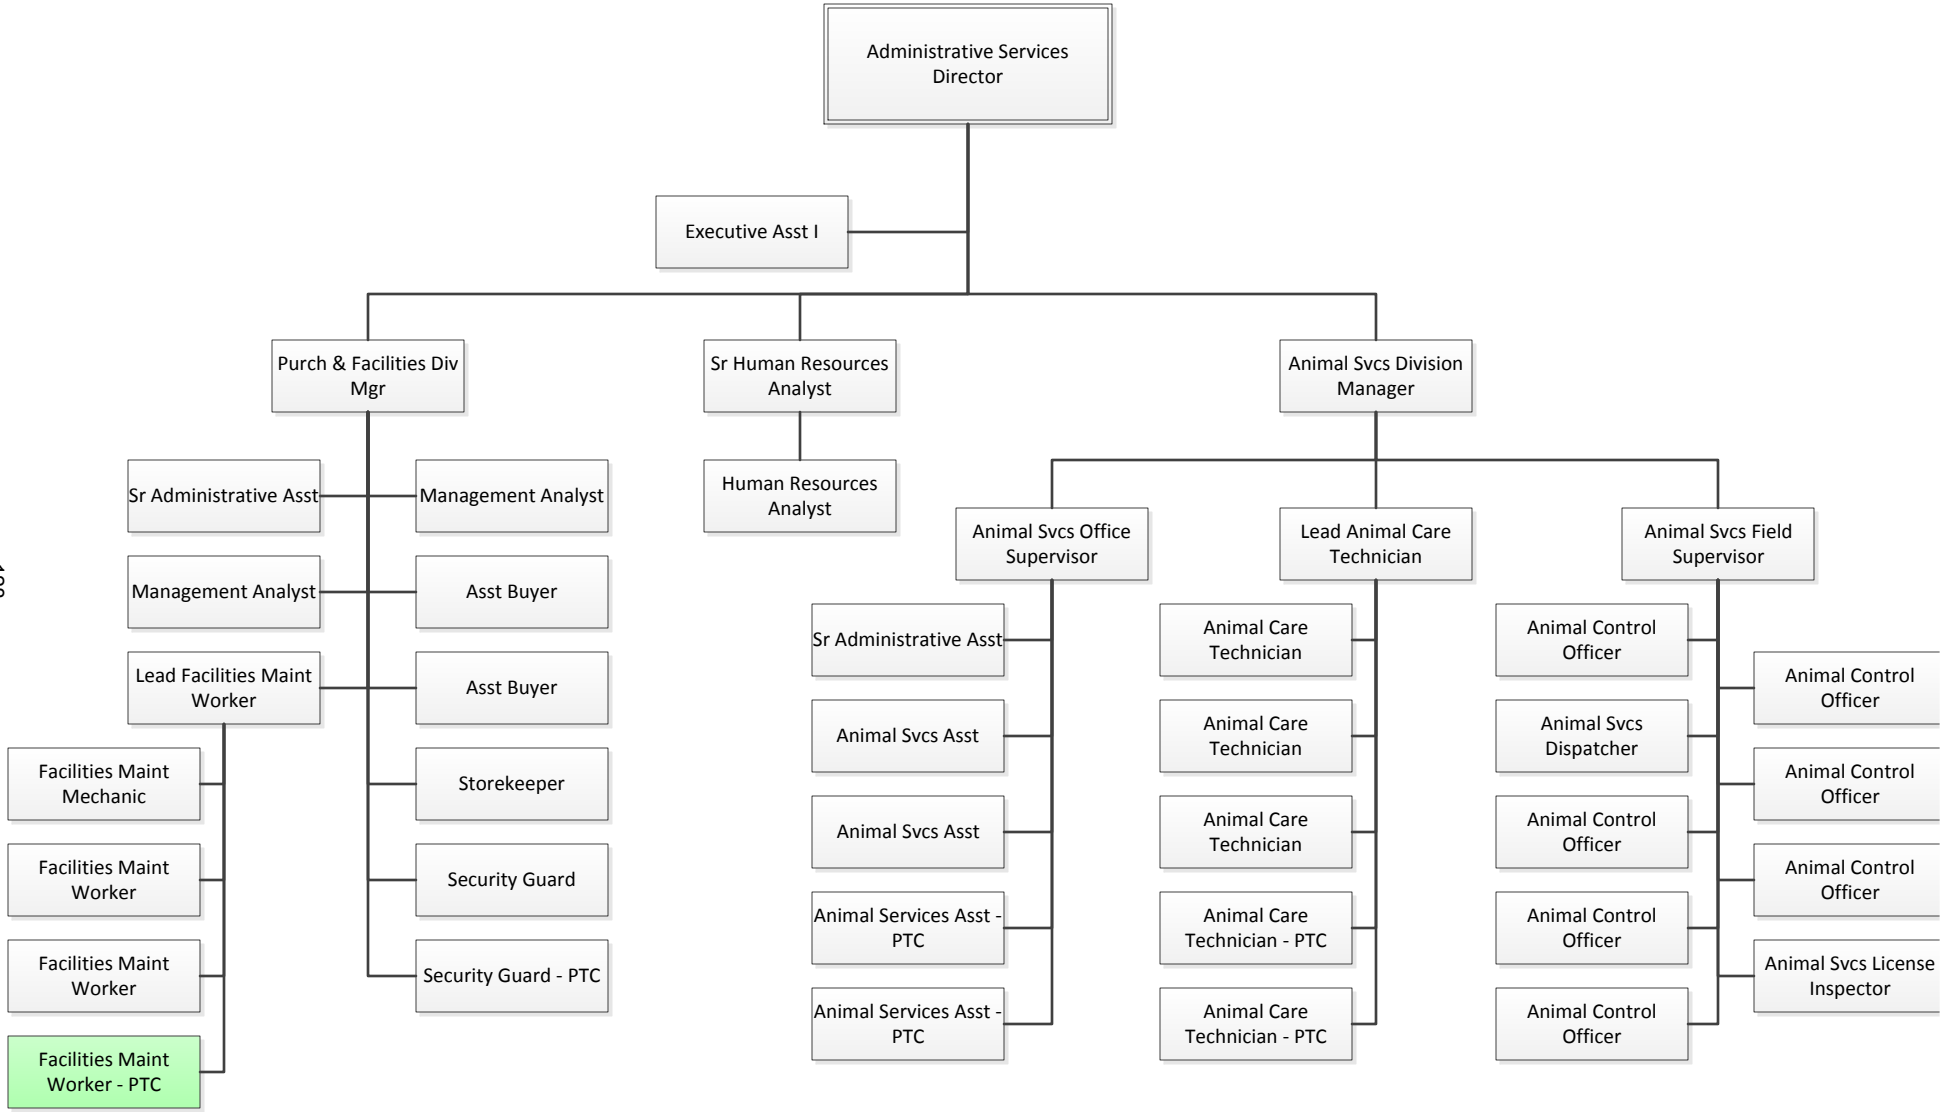 Administrative Services
Director
Executive Asst I
Purch & Facilities Div
Mgr
Sr Human Resources
Analyst
Animal Svcs Division
Manager
Sr Administrative Asst
Management Analyst
Human Resources
Analyst
Management Analyst
Asst Buyer
Lead Facilities Maint
Worker
Asst Buyer
Facilities Maint
Mechanic
Storekeeper
Facilities Maint
Worker
Security Guard
Facilities Maint
Worker
Security Guard - PTC
Facilities Maint
Worker - PTC
Animal Svcs Office
Supervisor
Lead Animal Care
Technician
Animal Svcs Field
Supervisor
Sr Administrative Asst
Animal Svcs Asst
Animal Svcs Asst
Animal Services Asst -
PTC
Animal Services Asst -
PTC
Animal Care
Technician
Animal Care
Technician
Animal Care
Technician
Animal Care
Technician - PTC
Animal Care
Technician - PTC
Animal Control
Officer
Animal Svcs
Dispatcher
Animal Control
Officer
Animal Control
Officer
Animal Control
Officer
Animal Control
Officer
Animal Control
Officer
Animal Control
Officer
Animal Svcs License
Inspector